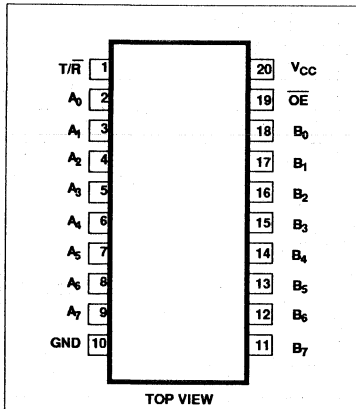 T/R̅ 1 20 VCC
A0 2 19 O̅E̅
A1 3 18 B0
A2 4 17 B1
A3 5 16 B2
A4 6 15 B3
A5 7 14 B4
A6 8 13 B5
A7 9 12 B6
GND 10 11 B7
TOP VIEW